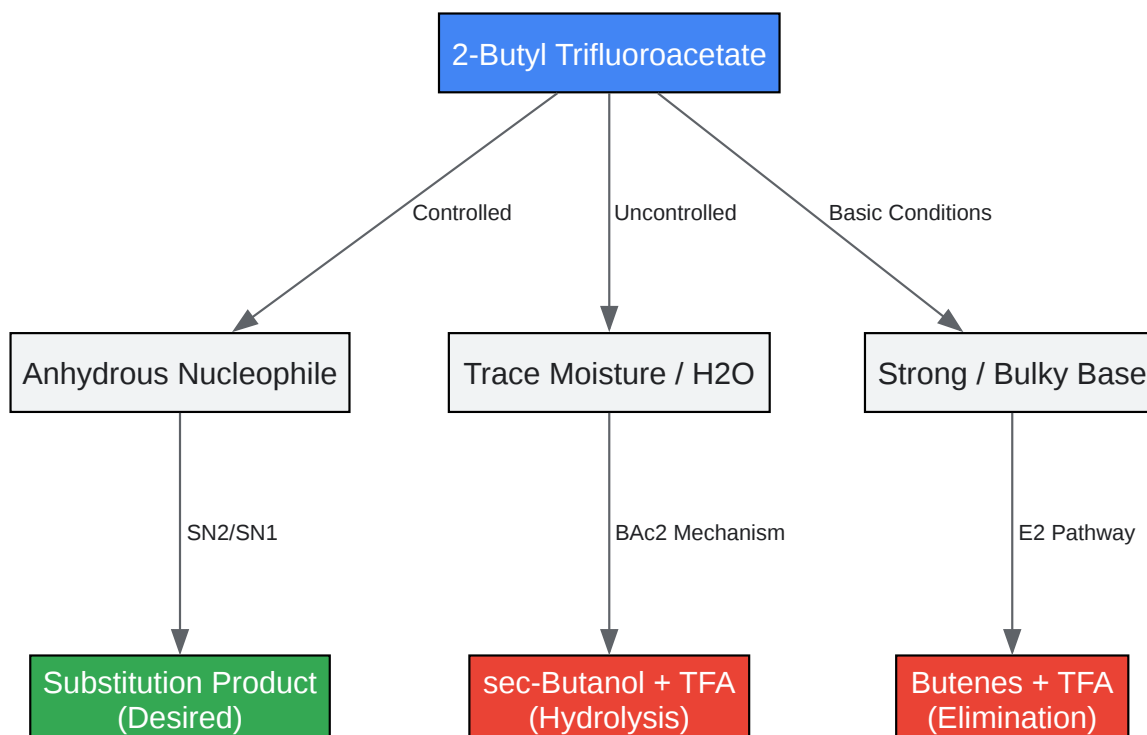 2-Butyl Trifluoroacetate
Controlled
Uncontrolled
Basic Conditions
Anhydrous Nucleophile
Trace Moisture / H2O
Strong / Bulky Base
SN2/SN1
BAc2 Mechanism
E2 Pathway
Substitution Product
(Desired)
sec-Butanol + TFA
(Hydrolysis)
Butenes + TFA
(Elimination)